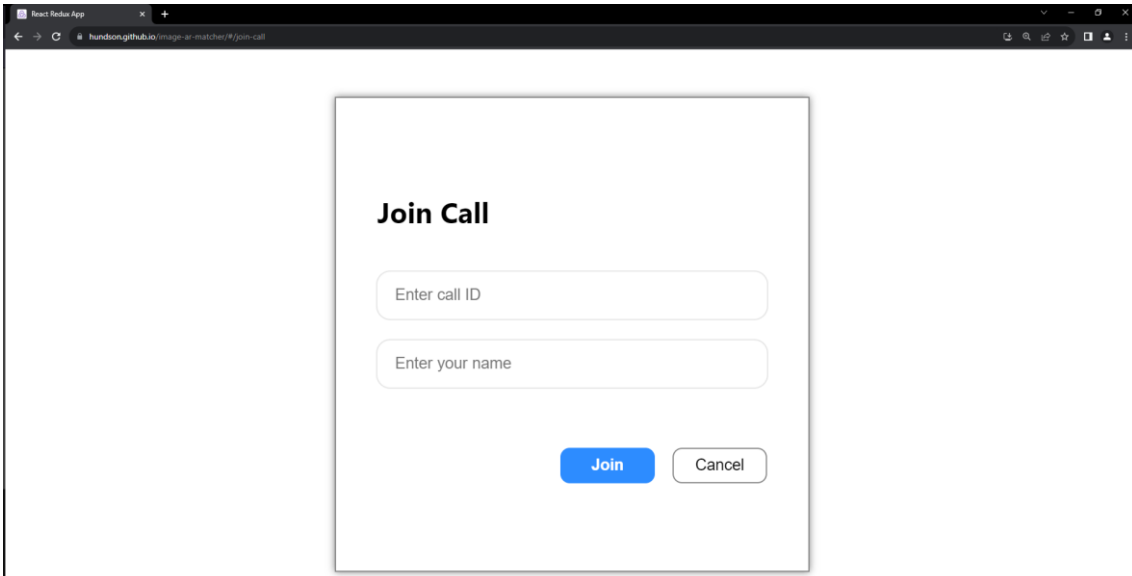 React Redux App
hundson.github.io/image-ar-matcher/#/join-call
Join Call
Enter call ID
Enter your name
Join Cancel